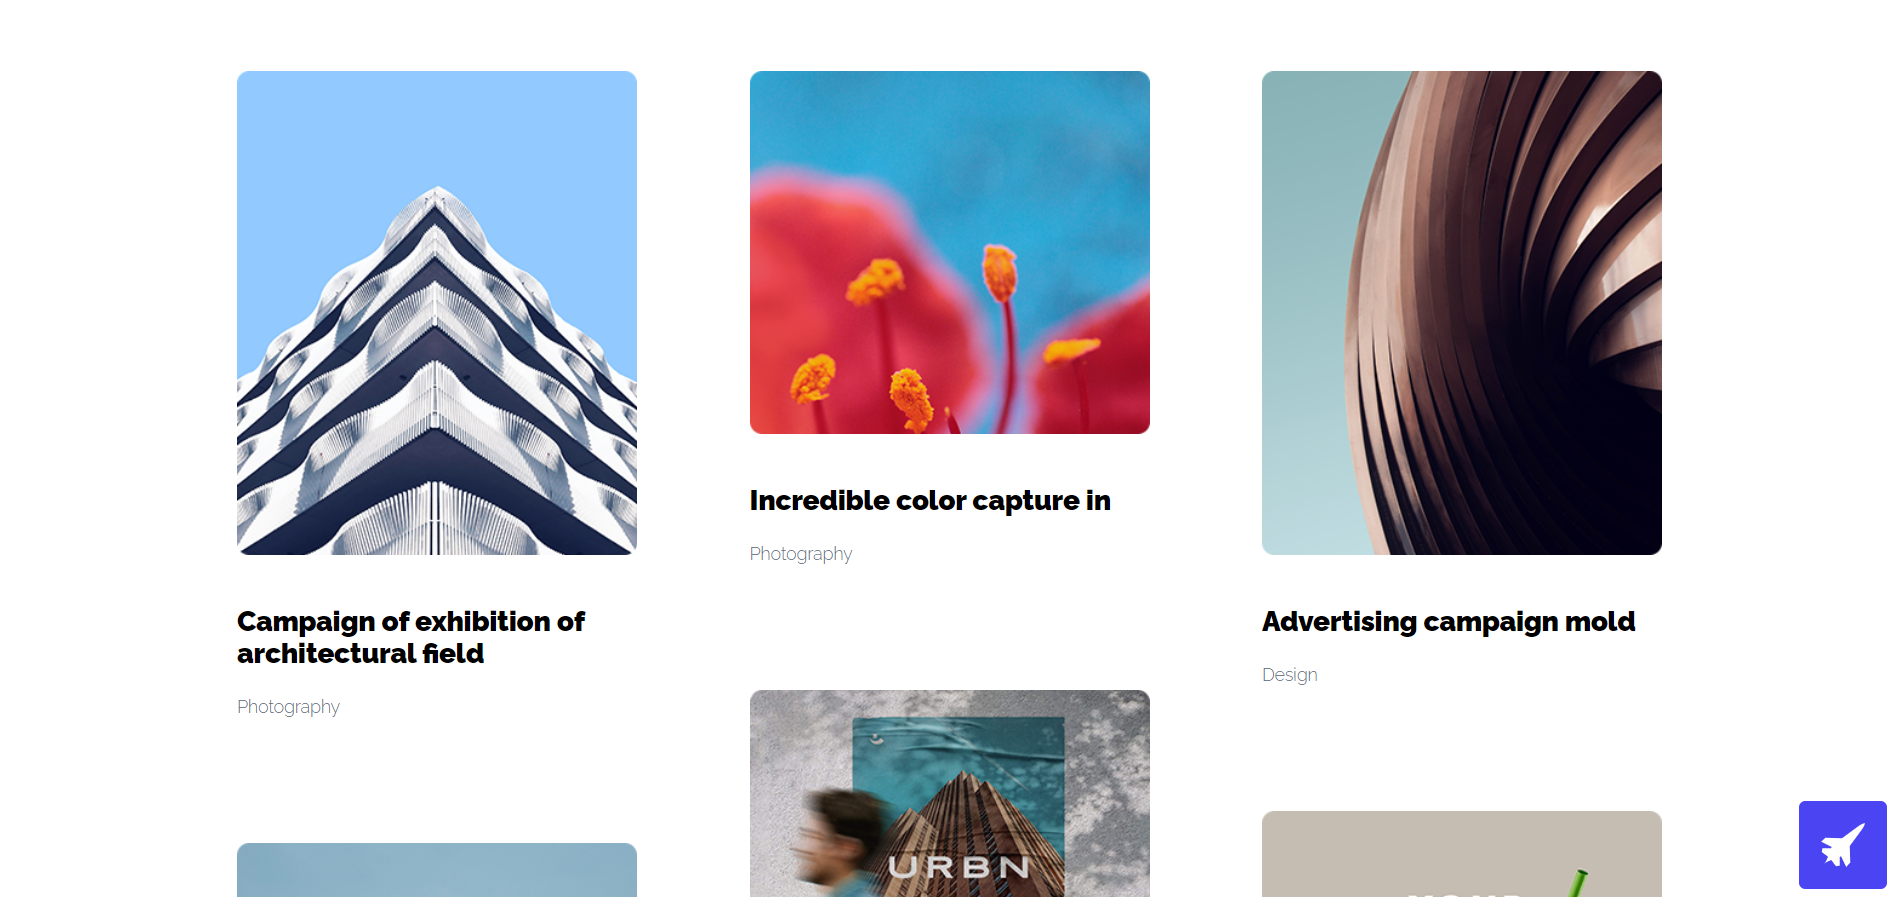 Incredible color capture in
Photography
Campaign of exhibition of
architectural field
Photography
Advertising campaign mold
Design
URBN